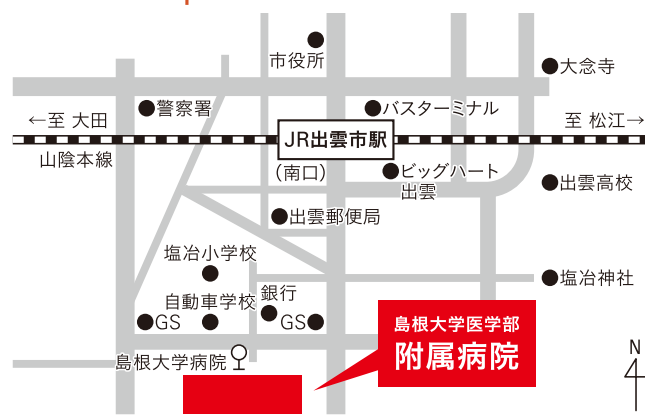 市役所
大念寺
警察署
バスターミナル
←至 大田
至 松江→
JR出雲市駅
山陰本線
(南口)
ビッグハート
出雲
出雲高校
出雲郵便局
塩冶小学校
塩冶神社
自動車学校
銀行
GS
GS
島根大学医学部
附属病院
島根大学病院
N